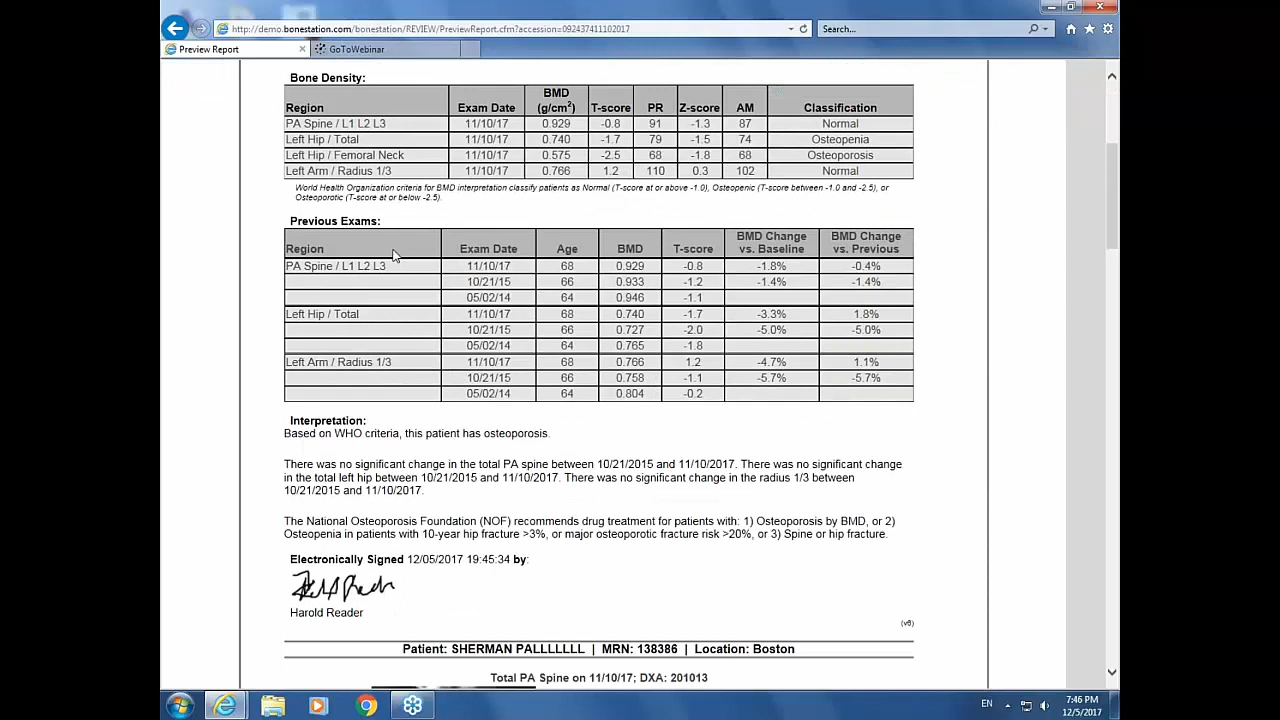 http://demo.bonestation.com/bonestation/REVIEW/PreviewReport.cfm?accession=092437411102017
Search...
Preview Report
GoToWebinar
Bone Density:
Region Exam Date BMD (g/cm²) T-score PR Z-score AM Classification
PA Spine / L1 L2 L3 11/10/17 0.929 -0.8 91 -1.3 87 Normal
Left Hip / Total 11/10/17 0.740 -1.7 79 -1.5 74 Osteopenia
Left Hip / Femoral Neck 11/10/17 0.575 -2.5 68 -1.8 68 Osteoporosis
Left Arm / Radius 1/3 11/10/17 0.766 1.2 110 0.3 102 Normal
World Health Organization criteria for BMD interpretation classify patients as Normal (T-score at or above -1.0), Osteopenic (T-score between -1.0 and -2.5), or
Osteoporotic (T-score at or below -2.5).
Previous Exams:
Region Exam Date Age BMD T-score BMD Change vs. Baseline BMD Change vs. Previous
PA Spine / L1 L2 L3 11/10/17 68 0.929 -0.8 -1.8% -0.4%
10/21/15 66 0.933 -1.2 -1.4% -1.4%
05/02/14 64 0.946 -1.1
Left Hip / Total 11/10/17 68 0.740 -1.7 -3.3% 1.8%
10/21/15 66 0.727 -2.0 -5.0% -5.0%
05/02/14 64 0.765 -1.8
Left Arm / Radius 1/3 11/10/17 68 0.766 1.2 -4.7% 1.1%
10/21/15 66 0.758 -1.1 -5.7% -5.7%
05/02/14 64 0.804 -0.2
Interpretation:
Based on WHO criteria, this patient has osteoporosis.
There was no significant change in the total PA spine between 10/21/2015 and 11/10/2017. There was no significant change
in the total left hip between 10/21/2015 and 11/10/2017. There was no significant change in the radius 1/3 between
10/21/2015 and 11/10/2017.
The National Osteoporosis Foundation (NOF) recommends drug treatment for patients with: 1) Osteoporosis by BMD, or 2)
Osteopenia in patients with 10-year hip fracture >3%, or major osteoporotic fracture risk >20%, or 3) Spine or hip fracture.
Electronically Signed 12/05/2017 19:45:34 by:
Harold Reader
(v6)
Patient: SHERMAN PALLLLLLL | MRN: 138386 | Location: Boston
Total PA Spine on 11/10/17; DXA: 201013
EN
7:46 PM
12/5/2017